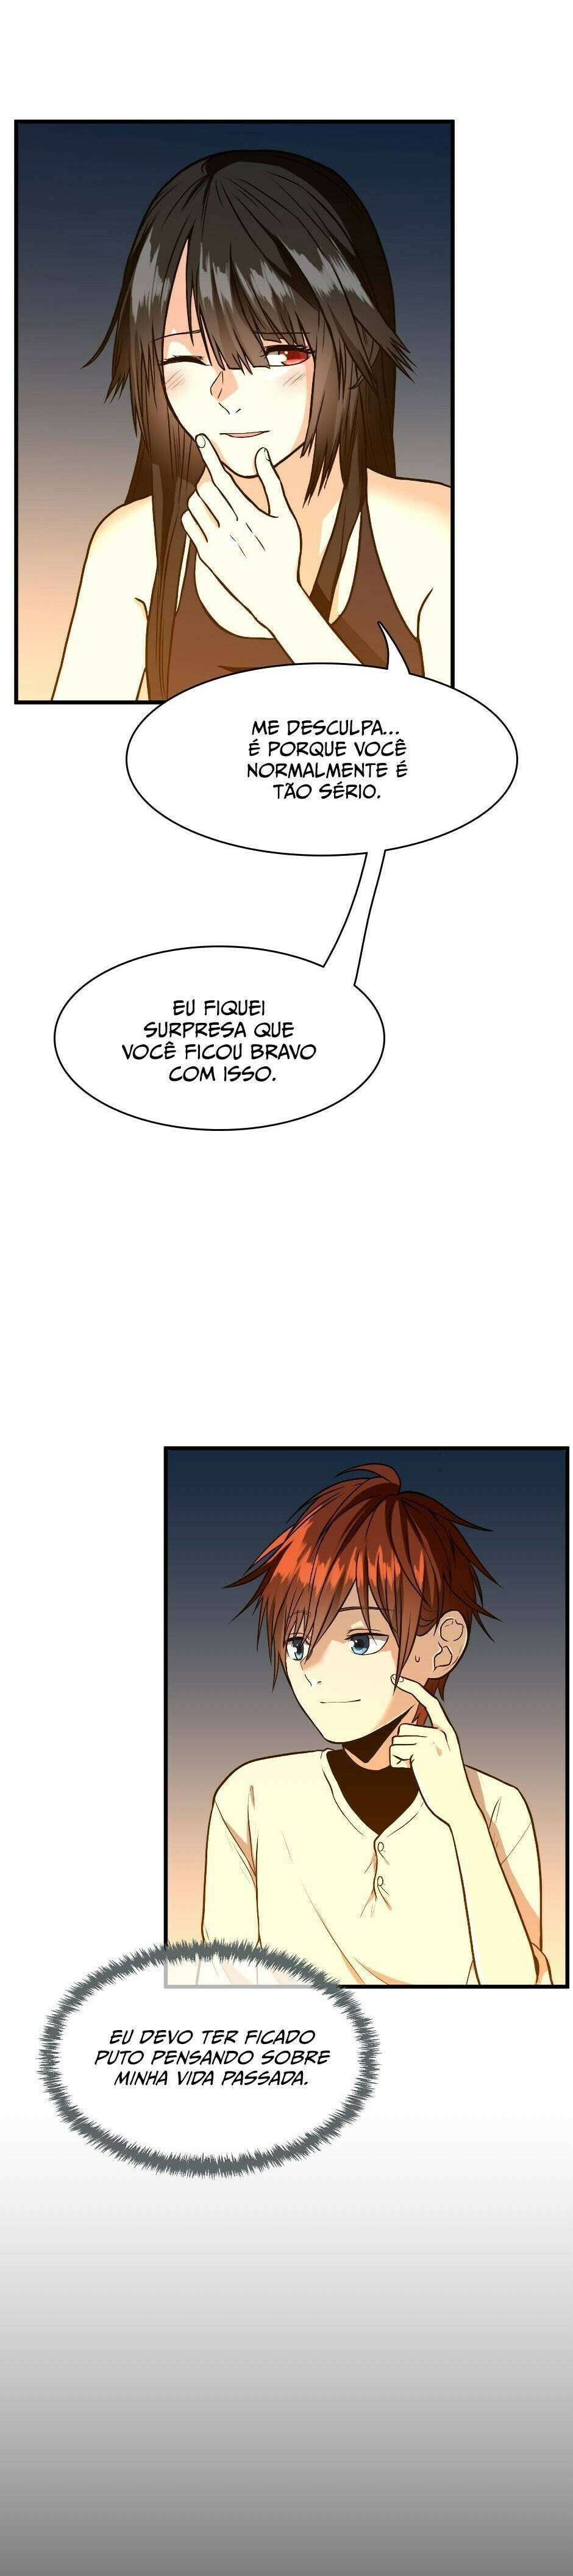 ME DESCULPA...
É PORQUE VOCÊ
NORMALMENTE É
TÃO SÉRIO.
EU FIQUEI
SURPRESA QUE
VOCÊ FICOU BRAVO
COM ISSO.
EU DEVO TER FICADO
PUTO PENSANDO SOBRE
MINHA VIDA PASSADA.